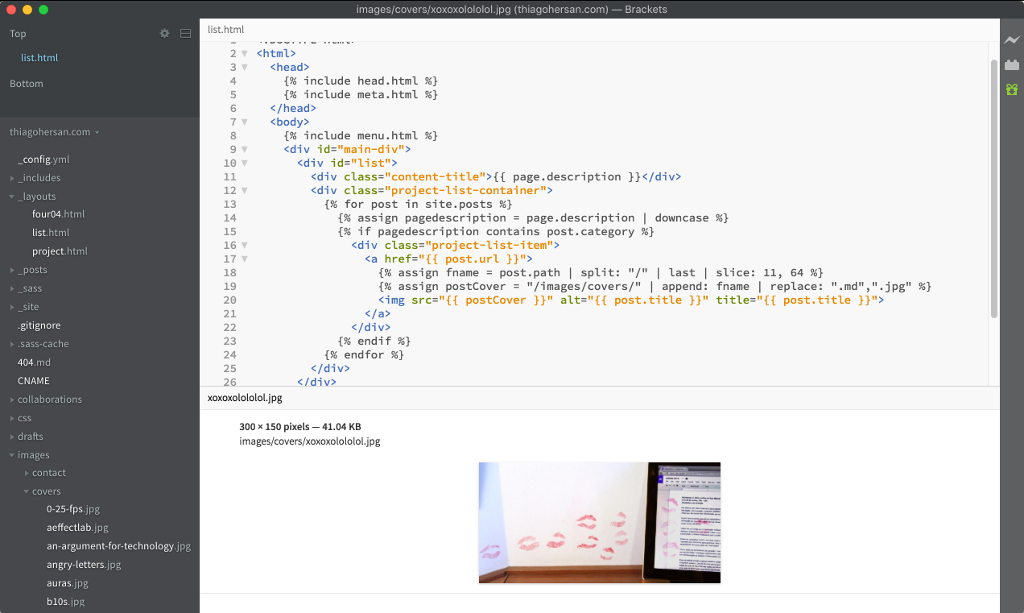 images/covers/xoxoxolololol.jpg (thiagohersan.com) — Brackets
Top
list.html
Bottom
thiagohersan.com
_config.yml
_includes
_layouts
four04.html
list.html
project.html
_posts
_sass
_site
.gitignore
.sass-cache
404.md
CNAME
collaborations
css
drafts
images
contact
covers
0-25-fps.jpg
aeffectlab.jpg
an-argument-for-technology.jpg
angry-letters.jpg
auras.jpg
b10s.jpg
list.html
2 <html>
3 <head>
4 {% include head.html %}
5 {% include meta.html %}
6 </head>
7 <body>
8 {% include menu.html %}
9 <div id="main-div">
10 <div id="list">
11 <div class="content-title">{{ page.description }}</div>
12 <div class="project-list-container">
13 {% for post in site.posts %}
14 {% assign pagedescription = page.description | downcase %}
15 {% if pagedescription contains post.category %}
16 <div class="project-list-item">
17 <a href="{{ post.url }}">
18 {% assign fname = post.path | split: "/" | last | slice: 11, 64 %}
19 {% assign postCover = "/images/covers/" | append: fname | replace: ".md",".jpg" %}
20 <img src="{{ postCover }}" alt="{{ post.title }}" title="{{ post.title }}">
21 </a>
22 </div>
23 {% endif %}
24 {% endfor %}
25 </div>
26 </div>
xoxoxolololol.jpg
300 × 150 pixels — 41.04 KB
images/covers/xoxoxolololol.jpg